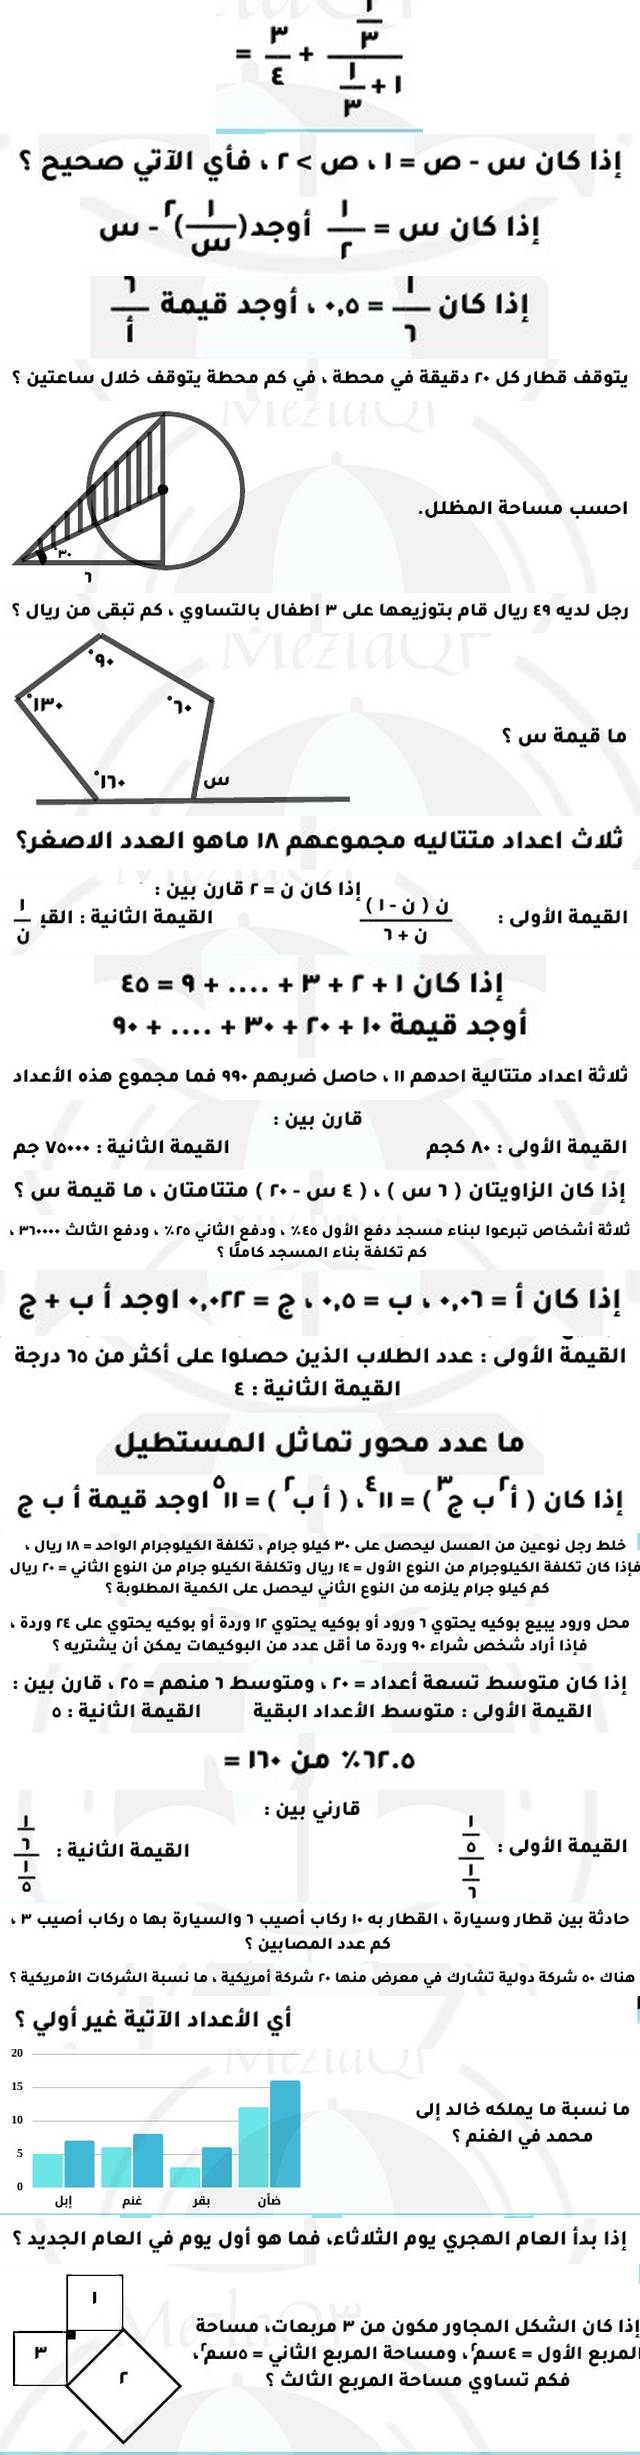 ١
٣
١ + ١/٣
+ ٣/٤ =
إذا كان س - ص = ١ ، ص > ٢ ، فأي الآتي صحيح ؟
إذا كان س = ١/٢ أوجد (١/س)² - س
إذا كان ١/٦ = ٠,٥ ، أوجد قيمة ٦/أ
يتوقف قطار كل ٢٠ دقيقة في محطة ، في كم محطة يتوقف خلال ساعتين ؟
احسب مساحة المظلل.
٣٠°
٦
رجل لديه ٤٩ ريال قام بتوزيعها على ٣ اطفال بالتساوي ، كم تبقى من ريال ؟
٩٠°
١٣٠°
٦٠°
ما قيمة س ؟
١٦٠°
س
ثلاث اعداد متتاليه مجموعهم ١٨ ماهو العدد الاصغر؟
إذا كان ن = ٢ قارن بين :
القيمة الأولى : ن ( ن - ١ ) / ن + ٦
القيمة الثانية : القي ١/ن
إذا كان ١ + ٢ + ٣ + .... + ٩ = ٤٥
أوجد قيمة ١٠ + ٢٠ + ٣٠ + .... + ٩٠
ثلاثة اعداد متتالية احدهم ١١ ، حاصل ضربهم ٩٩٠ فما مجموع هذه الأعداد
قارن بين :
القيمة الأولى : ٨٠ كجم
القيمة الثانية : ٧٥٠٠٠ جم
إذا كان الزاويتان ( ٦ س ) ، ( ٤ س - ٢٠ ) متتامتان ، ما قيمة س ؟
ثلاثة أشخاص تبرعوا لبناء مسجد دفع الأول ٤٥٪ ، ودفع الثاني ٢٥٪ ، ودفع الثالث ٣٦٠٠٠٠ ،
كم تكلفة بناء المسجد كاملًا ؟
إذا كان أ = ٠,٠٦ ، ب = ٠,٥ ، ج = ٠,٠٢٢ اوجد أ ب + ج
القيمة الأولى : عدد الطلاب الذين حصلوا على أكثر من ٦٥ درجة
القيمة الثانية : ٤
ما عدد محور تماثل المستطيل
إذا كان ( أ² ب ج³ ) = ١١⁴ ، ( أ ب² ) = ١١⁵ اوجد قيمة أ ب ج
خلط رجل نوعين من العسل ليحصل على ٣٠ كيلو جرام ، تكلفة الكيلوجرام الواحد = ١٨ ريال ،
فإذا كان تكلفة الكيلوجرام من النوع الأول = ١٤ ريال وتكلفة الكيلو جرام من النوع الثاني = ٢٠ ريال
كم كيلو جرام يلزمه من النوع الثاني ليحصل على الكمية المطلوبة ؟
محل ورود يبيع بوكيه يحتوي ٦ ورود أو بوكيه يحتوي ١٢ وردة أو بوكيه يحتوي على ٢٤ وردة ،
فإذا أراد شخص شراء ٩٠ وردة ما أقل عدد من البوكيهات يمكن أن يشتريه ؟
إذا كان متوسط تسعة أعداد = ٢٠ ، ومتوسط ٦ منهم = ٢٥ ، قارن بين :
القيمة الأولى : متوسط الأعداد البقية
القيمة الثانية : ٥
٦٢.٥٪ من ١٦٠ =
قارني بين :
القيمة الأولى : ١/٥ / ١/٦
القيمة الثانية : ١/٦ / ١/٥
حادثة بين قطار وسيارة ، القطار به ١٠ ركاب أصيب ٦ والسيارة بها ٥ ركاب أصيب ٣ ،
كم عدد المصابين ؟
هناك ٥٠ شركة دولية تشارك في معرض منها ٢٠ شركة أمريكية ، ما نسبة الشركات الأمريكية ؟
أي الأعداد الآتية غير أولي ؟
20
15
10
5
0
إبل
غنم
بقر
ضأن
ما نسبة ما يملكه خالد إلى
محمد في الغنم ؟
إذا بدأ العام الهجري يوم الثلاثاء، فما هو أول يوم في العام الجديد ؟
١
٣
٢
إذا كان الشكل المجاور مكون من ٣ مربعات، مساحة
المربع الأول = ٤سم²، ومساحة المربع الثاني = ٥سم²،
فكم تساوي مساحة المربع الثالث ؟